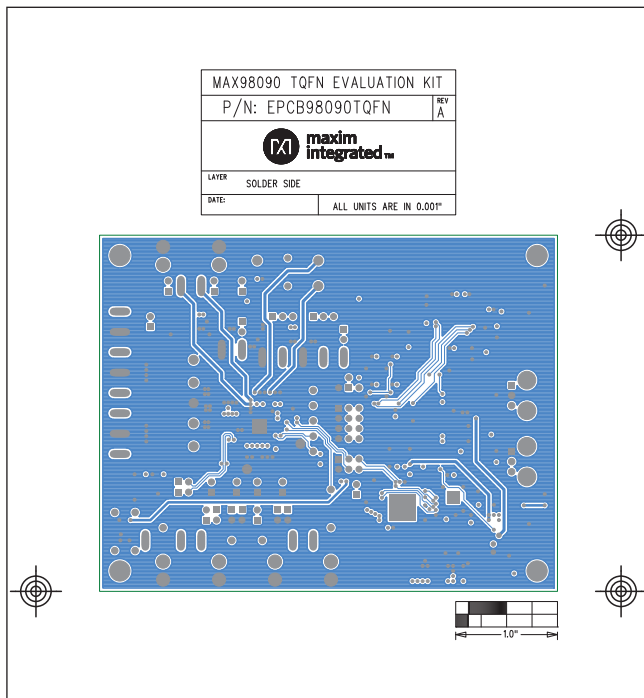 MAX98090 TQFN EVALUATION KIT
P/N: EPCB98090TQFN
REV
A
maxim
integrated™
LAYER SOLDER SIDE
DATE: ALL UNITS ARE IN 0.001"
1.0"